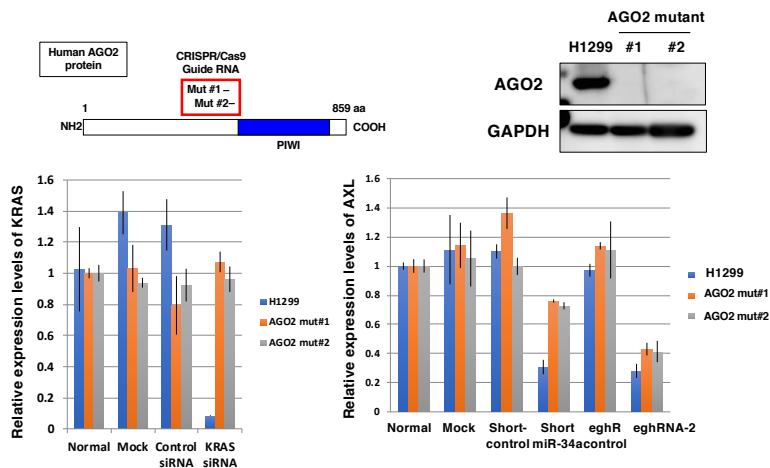 Human AGO2
protein
CRISPR/Cas9
Guide RNA
Mut #1 –
Mut #2–
1
859 aa
NH2
COOH
PIWI
AGO2 mutant
H1299
#1
#2
AGO2
GAPDH
Relative expression levels of KRAS
1.6
1.4
1.2
1
0.8
0.6
0.4
0.2
0
H1299
AGO2 mut#1
AGO2 mut#2
Normal Mock Control KRAS
siRNA siRNA
Relative expression levels of AXL
1.6
1.4
1.2
1
0.8
0.6
0.4
0.2
0
H1299
AGO2 mut#1
AGO2 mut#2
Normal Mock Short- Short eghR eghRNA-2
control miR-34a control